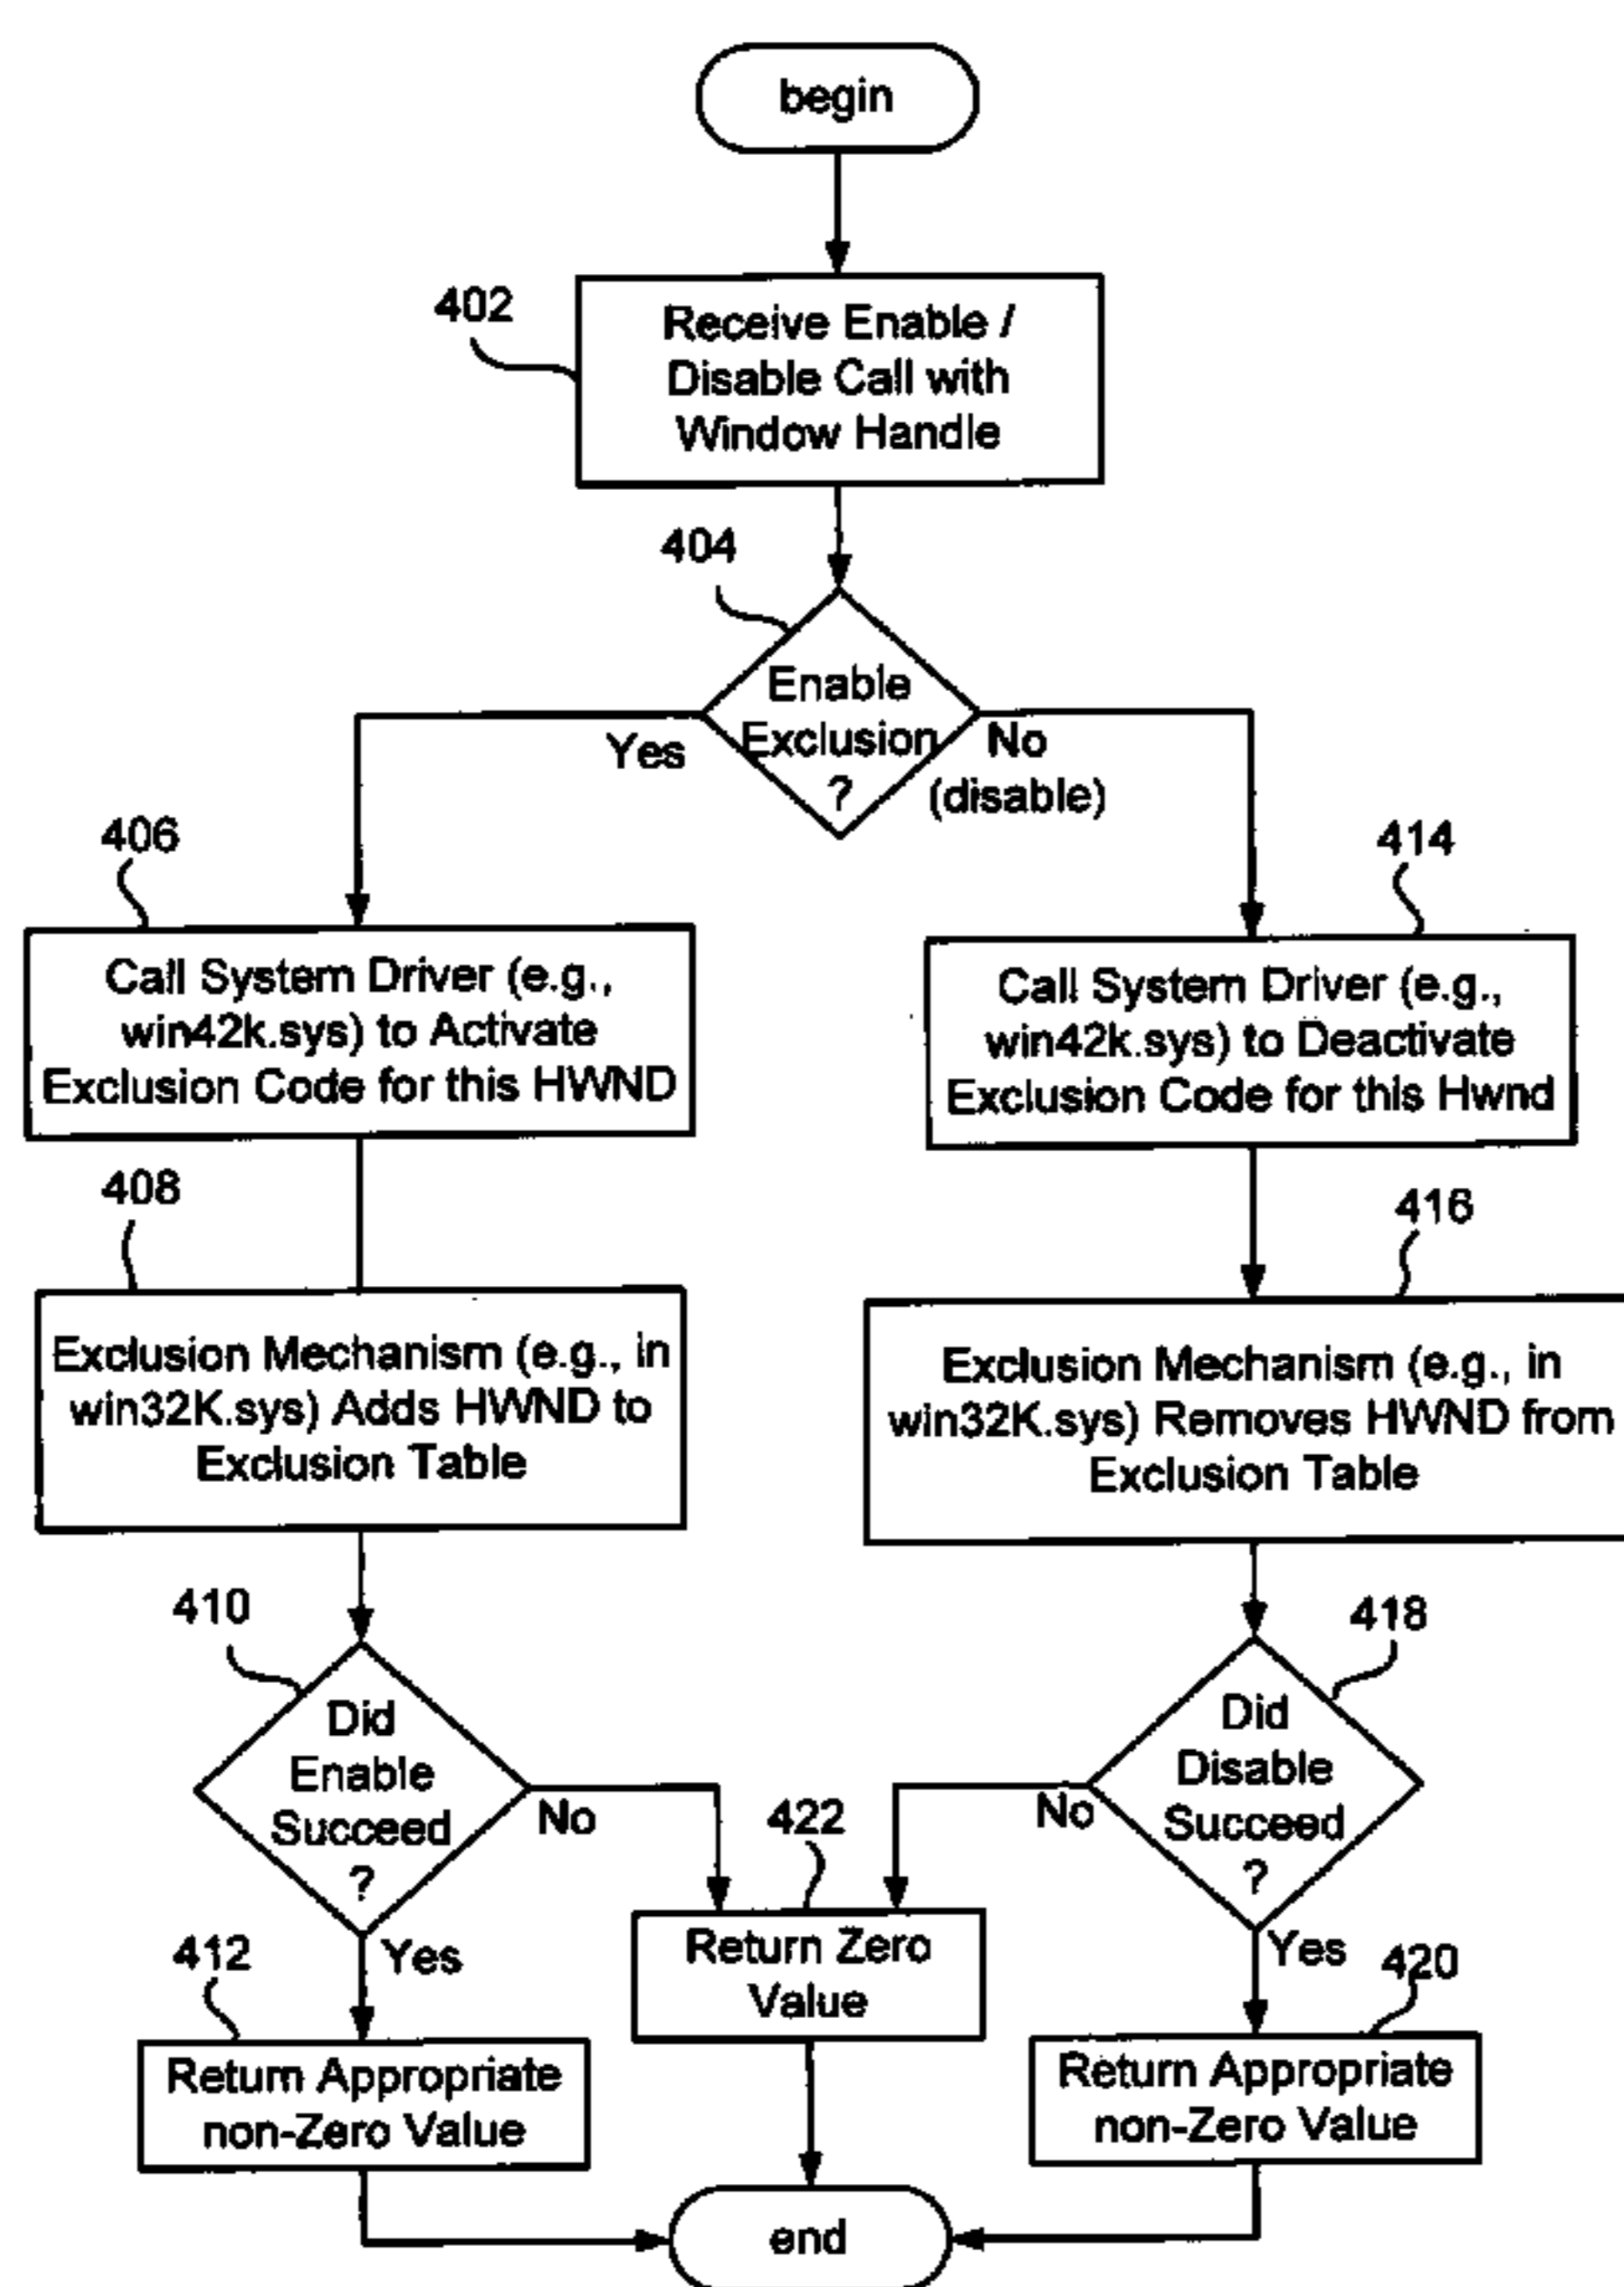 begin
402
Receive Enable /
Disable Call with
Window Handle
404
Enable
Exclusion
?
Yes
No
(disable)
406
Call System Driver (e.g.,
win42k.sys) to Activate
Exclusion Code for this HWND
414
Call System Driver (e.g.,
win42k.sys) to Deactivate
Exclusion Code for this Hwnd
408
Exclusion Mechanism (e.g., in
win32K.sys) Adds HWND to
Exclusion Table
416
Exclusion Mechanism (e.g., in
win32K.sys) Removes HWND from
Exclusion Table
410
Did
Enable
Succeed
?
No
Yes
418
Did
Disable
Succeed
?
No
Yes
422
Return Zero
Value
412
Return Appropriate
non-Zero Value
420
Return Appropriate
non-Zero Value
end